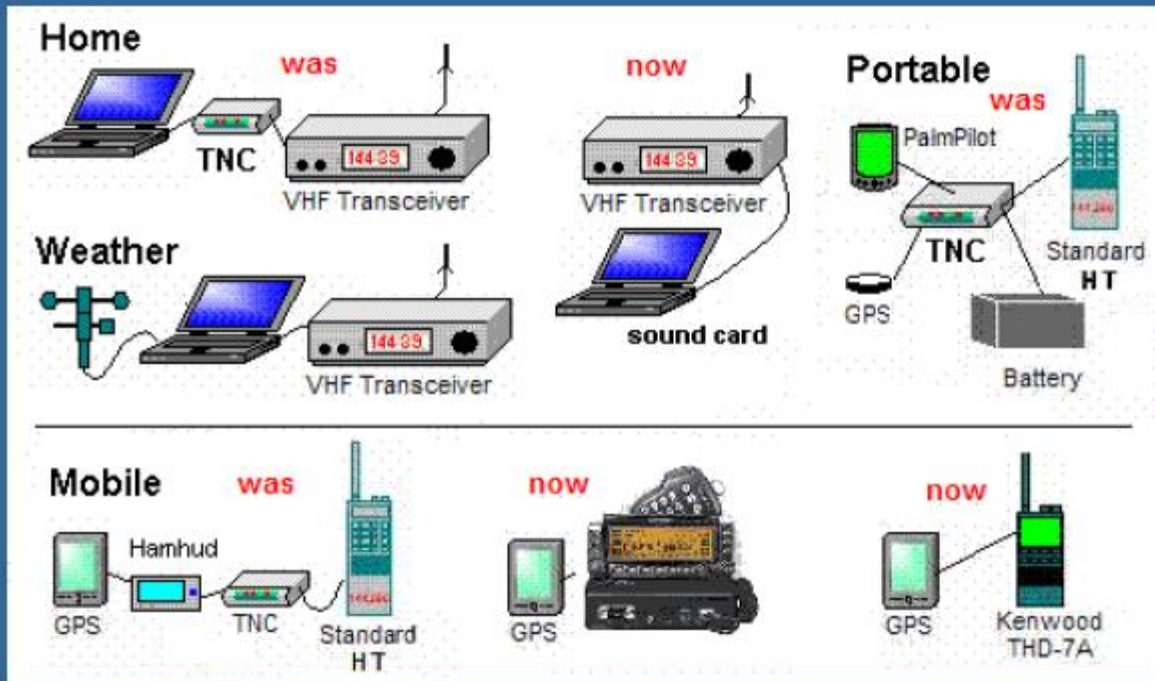 Home
was
now
Portable
was
PalmPilot
TNC
144-39
VHF Transceiver
144-39
VHF Transceiver
TNC
Standard
HT
GPS
Battery
Weather
144-39
VHF Transceiver
sound card
Mobile
was
now
now
Hamhud
GPS
TNC
Standard
HT
GPS
GPS
Kenwood
THD-7A